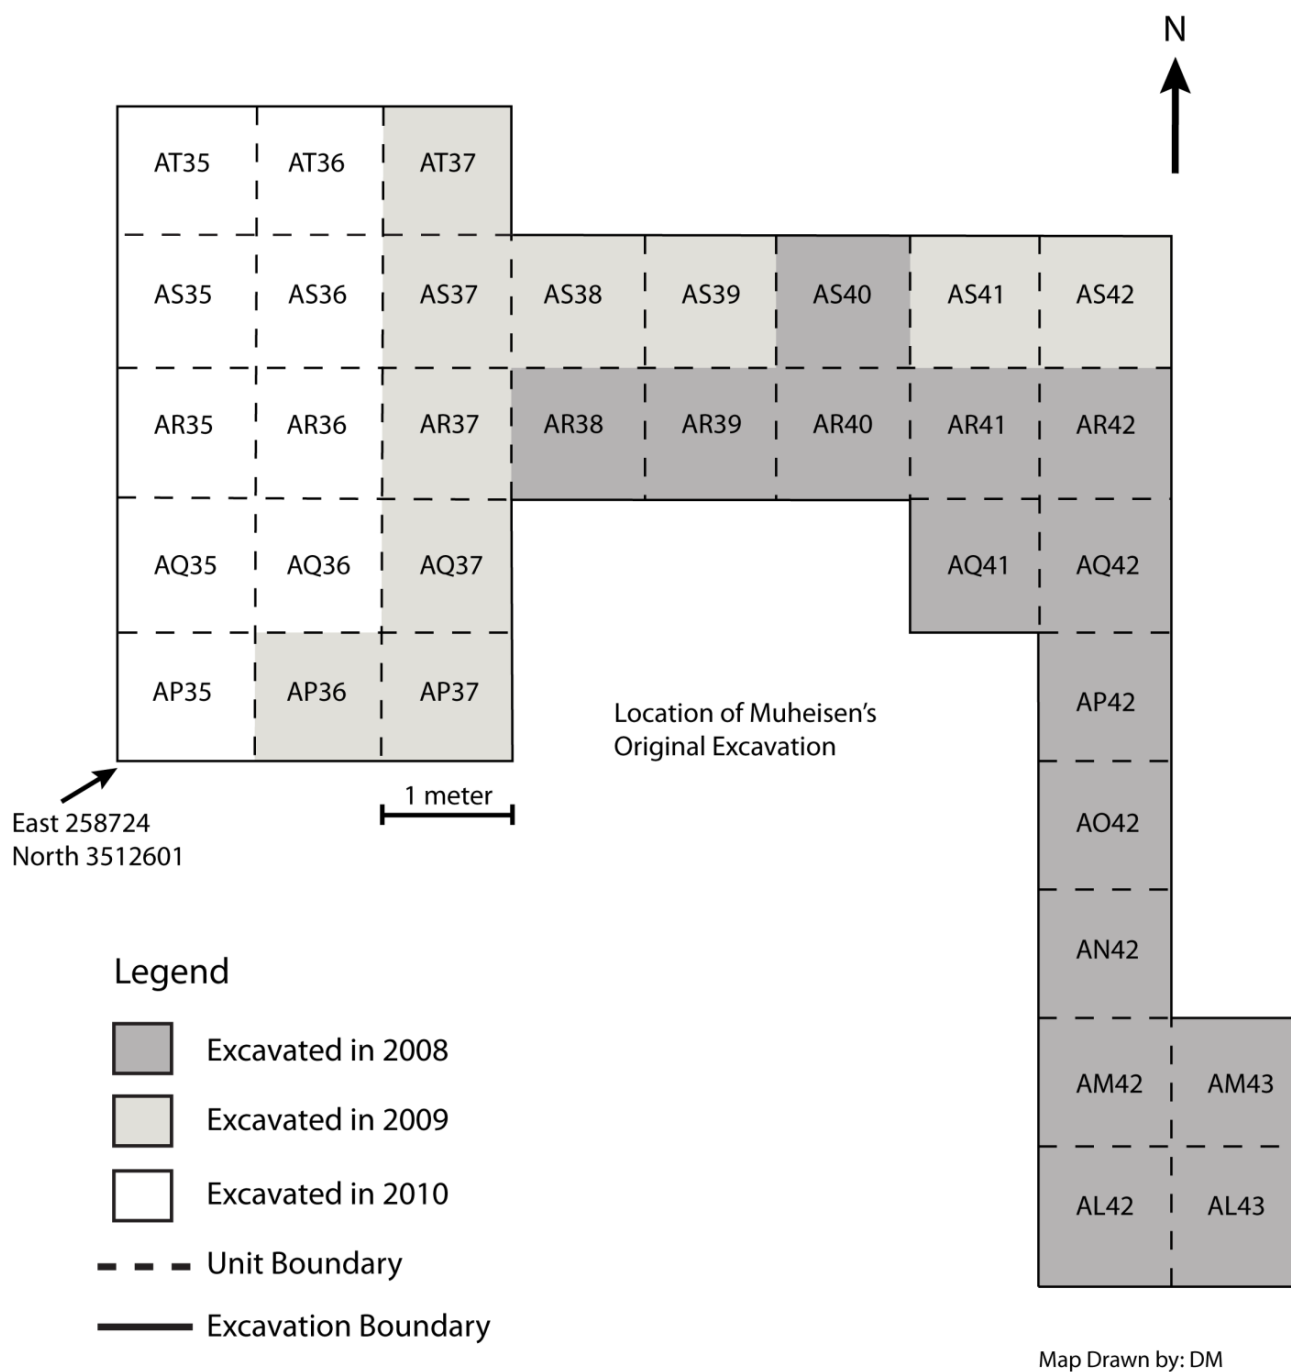 N
AT35 AT36 AT37
AS35 AS36 AS37 AS38 AS39 AS40 AS41 AS42
AR35 AR36 AR37 AR38 AR39 AR40 AR41 AR42
AQ35 AQ36 AQ37 AQ41 AQ42
AP35 AP36 AP37 AP42
Location of Muheisen's
Original Excavation
1 meter
East 258724
North 3512601
AO42
AN42
AM42 AM43
AL42 AL43
Legend
Excavated in 2008
Excavated in 2009
Excavated in 2010
Unit Boundary
Excavation Boundary
Map Drawn by: DM